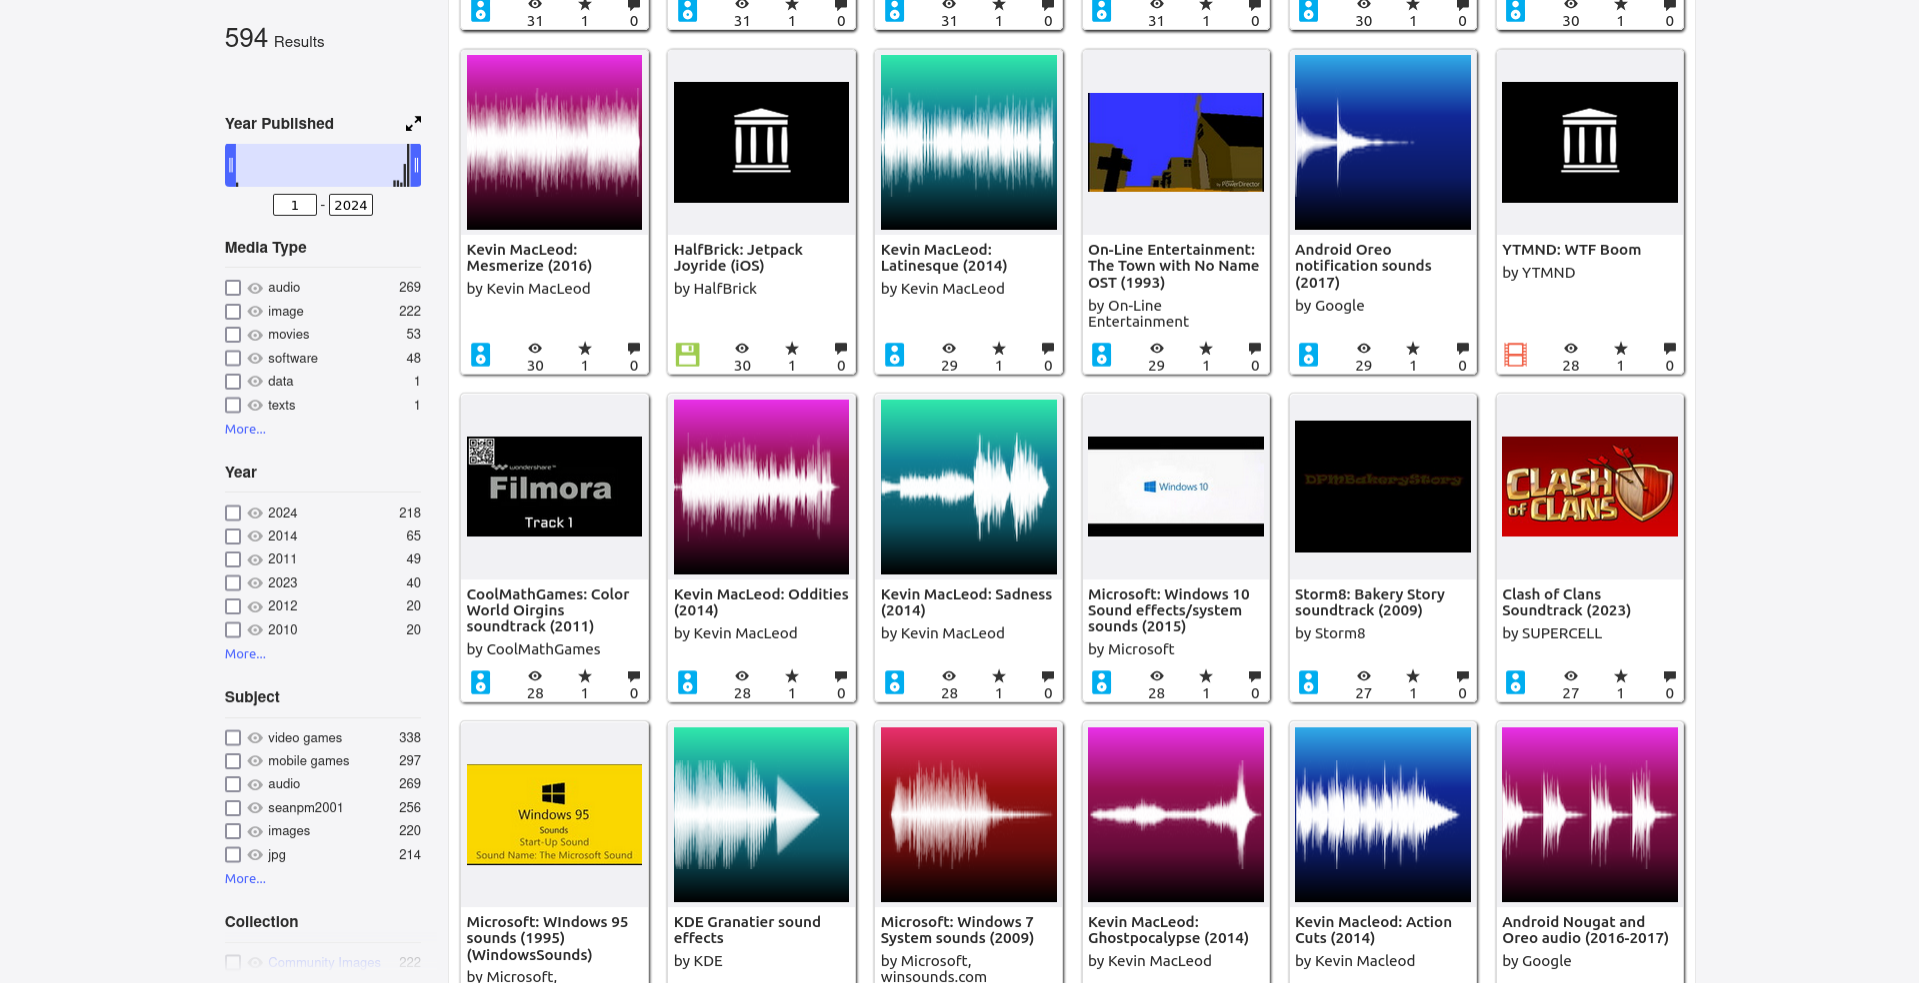 31 1 0
31 1 0
31 1 0
31 1 0
30 1 0
30 1 0
594 Results
Year Published
1 - 2024
Media Type
audio 269
image 222
movies 53
software 48
data 1
texts 1
More...
Year
2024 218
2014 65
2011 49
2023 40
2012 20
2010 20
More...
Subject
video games 338
mobile games 297
audio 269
seanpm2001 256
images 220
jpg 214
More...
Collection
Community Images 222
Kevin MacLeod:
Mesmerize (2016)
by Kevin MacLeod
30 1 0
HalfBrick: Jetpack
Joyride (iOS)
by HalfBrick
30 1 0
Kevin MacLeod:
Latinesque (2014)
by Kevin MacLeod
29 1 0
by PowerDirector
On-Line Entertainment:
The Town with No Name
OST (1993)
by On-Line
Entertainment
29 1 0
Android Oreo
notification sounds
(2017)
by Google
29 1 0
YTMND: WTF Boom
by YTMND
28 1 0
wondershare™
Filmora
Track 1
CoolMathGames: Color
World Oirgins
soundtrack (2011)
by CoolMathGames
28 1 0
Kevin MacLeod: Oddities
(2014)
by Kevin MacLeod
28 1 0
Kevin MacLeod: Sadness
(2014)
by Kevin MacLeod
28 1 0
Windows 10
Microsoft: Windows 10
Sound effects/system
sounds (2015)
by Microsoft
28 1 0
DPMBakeryStory
Storm8: Bakery Story
soundtrack (2009)
by Storm8
27 1 0
CLASH
OF CLANS
Clash of Clans
Soundtrack (2023)
by SUPERCELL
27 1 0
Windows 95
Sounds
Start-Up Sound
Sound Name: The Microsoft Sound
Microsoft: WIndows 95
sounds (1995)
(WindowsSounds)
by Microsoft,
KDE Granatier sound
effects
by KDE
Microsoft: Windows 7
System sounds (2009)
by Microsoft,
winsounds.com
Kevin MacLeod:
Ghostpocalypse (2014)
by Kevin MacLeod
Kevin Macleod: Action
Cuts (2014)
by Kevin Macleod
Android Nougat and
Oreo audio (2016-2017)
by Google